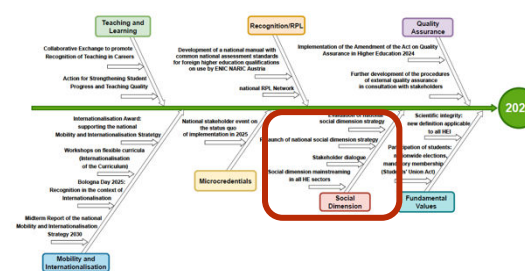 Teaching and
Learning
Collaborative Exchange to promote
Recognition of Teaching in Careers
Action for Strengthening Student
Progress and Teaching Quality
Recognition/RPL
Development of a national manual with
common national assessment standards
for foreign higher education qualifications
on use by ENIC NARIC Austria
national RPL Network
Quality
Assurance
Implementation of the Amendment of the Act on Quality
Assurance in Higher Education 2024
Further development of the procedures
of external quality assurance
in consultation with stakeholders
202
Internationalisation Award:
supporting the national
Mobility and Internationalisation Strategy
Workshops on flexible curricula
(Internationalisation
of the Curriculum)
Bologna Day 2025:
Recognition in the context of
Internationalisation
Midterm Report of the national
Mobility and Internationalisation
Strategy 2030
Mobility and
Internationalisation
National stakeholder event on
the status quo
of implementation in 2025
Microcredentials
Evaluation of national
social dimension strategy
launch of national social dimension strategy
Stakeholder dialogue
Social dimension mainstreaming
in all HE sectors
Social
Dimension
Scientific integrity:
new definition applicable
to all HEI
Participation of students:
nationwide elections,
mandatory membership
(Students' Union Act)
Fundamental
Values